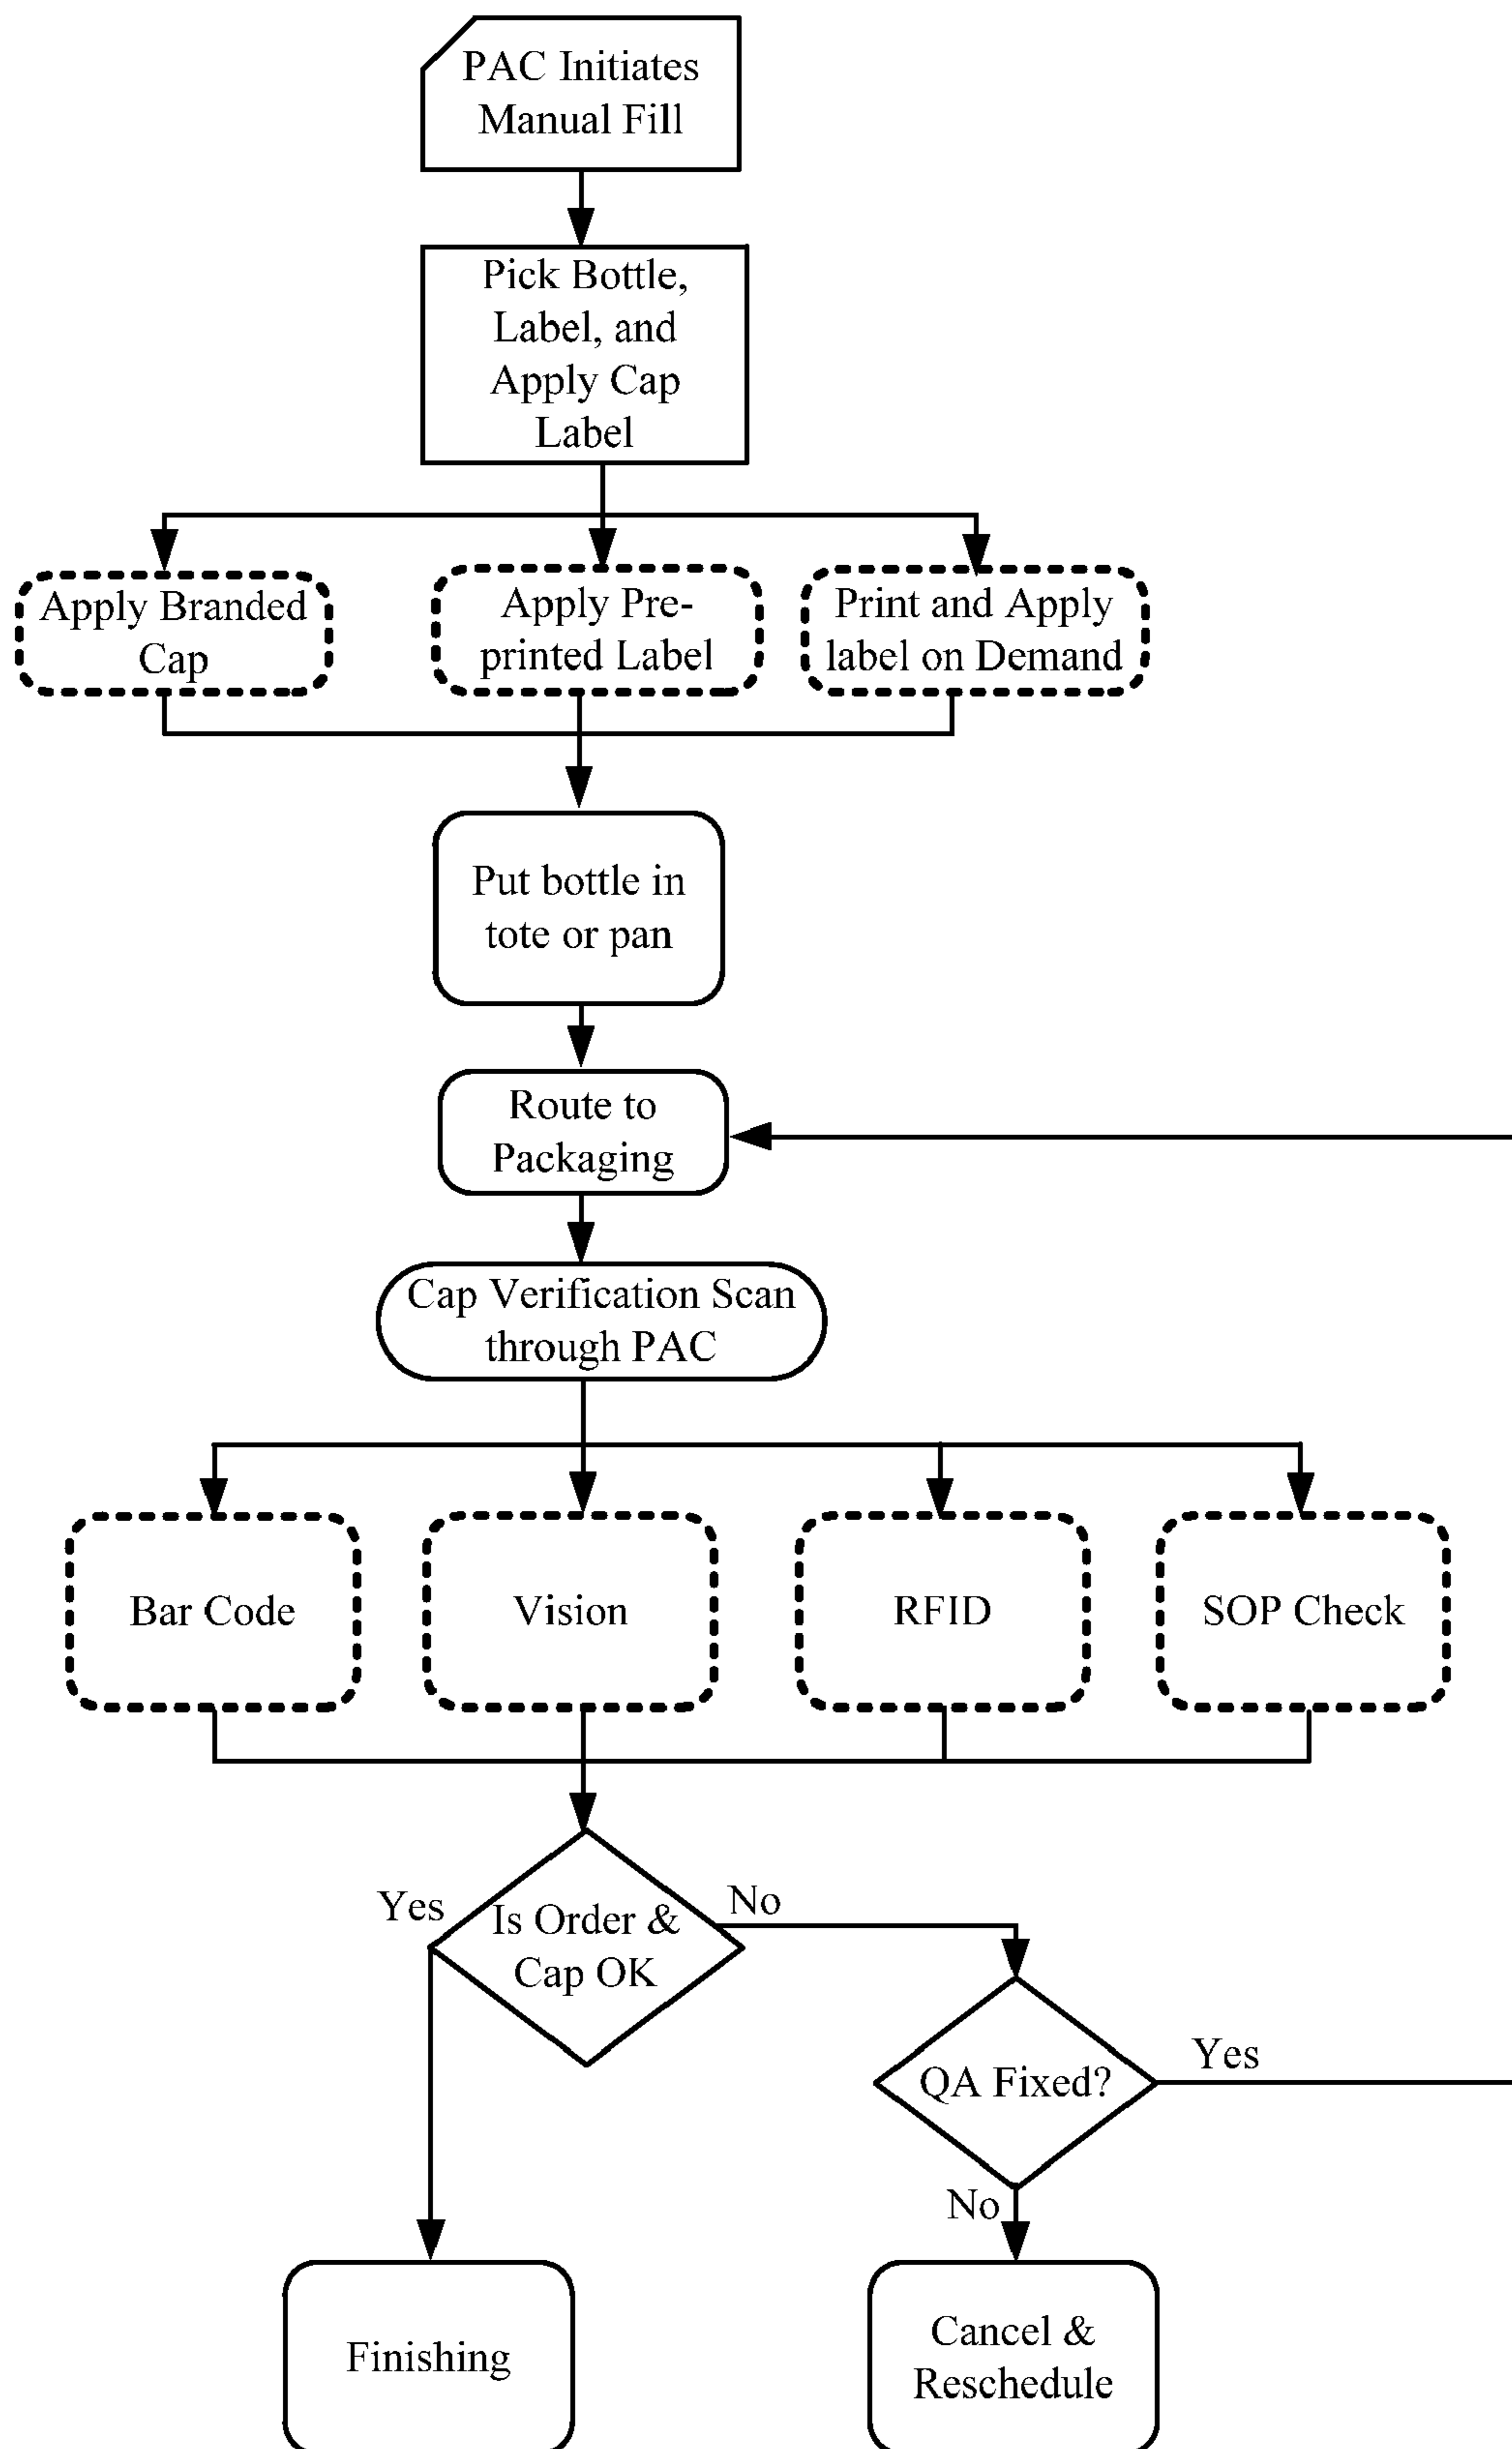 PAC Initiates
Manual Fill
Pick Bottle,
Label, and
Apply Cap
Label
Apply Branded
Cap
Apply Pre-
printed Label
Print and Apply
label on Demand
Put bottle in
tote or pan
Route to
Packaging
Cap Verification Scan
through PAC
Bar Code
Vision
RFID
SOP Check
Yes
Is Order &
Cap OK
No
QA Fixed?
Yes
No
Finishing
Cancel &
Reschedule